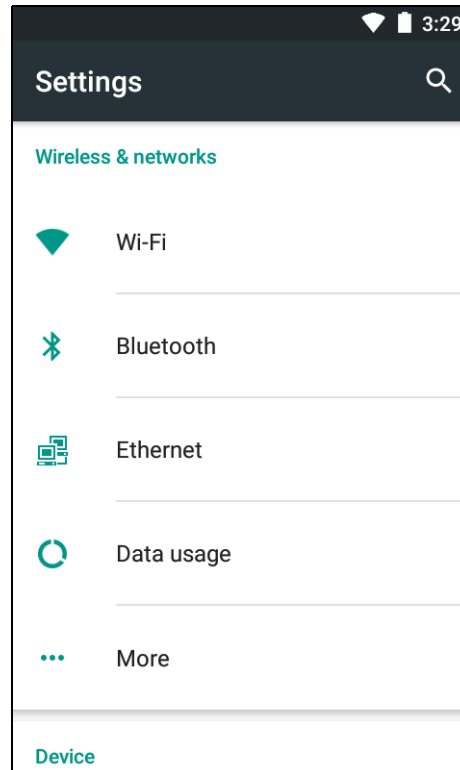 3:29
Settings
Wireless & networks
Wi-Fi
Bluetooth
Ethernet
Data usage
More
Device